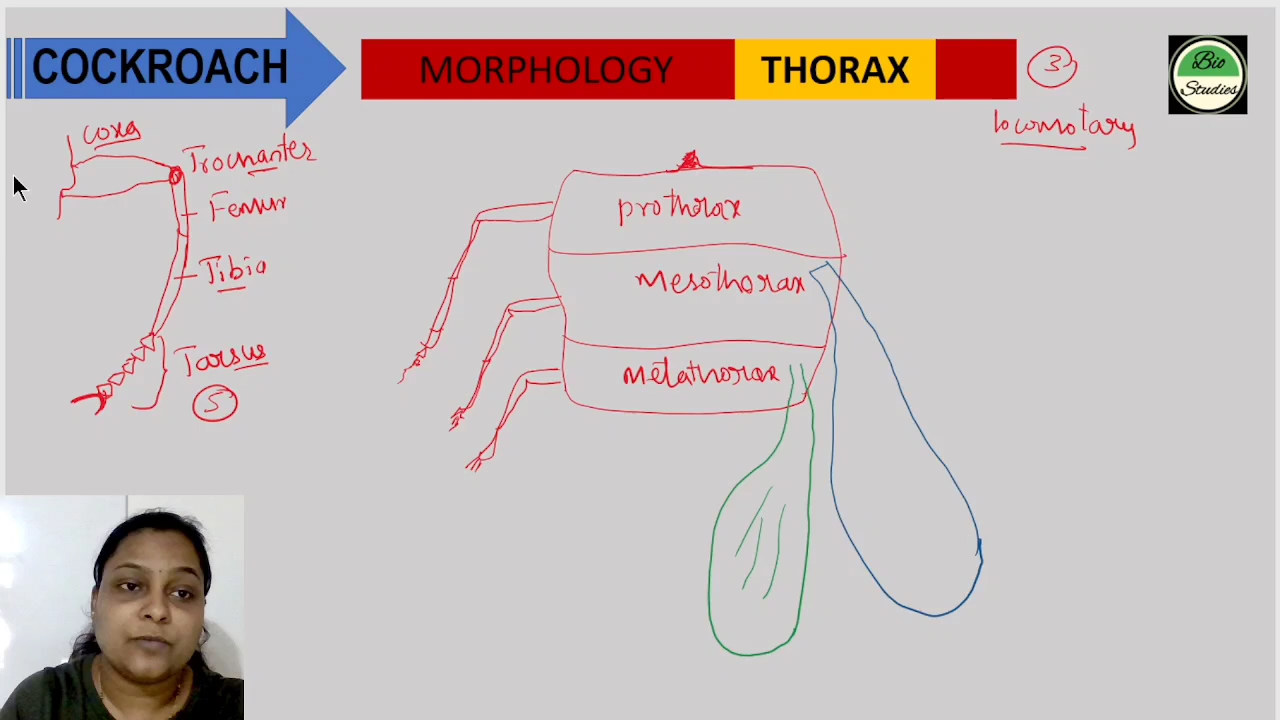 COCKROACH
MORPHOLOGY THORAX
3
Bio
Studies
locomotary
Coxa
Trochanter
Femur
Tibia
Tarsus
5
prothorax
Mesothorax
metathorax